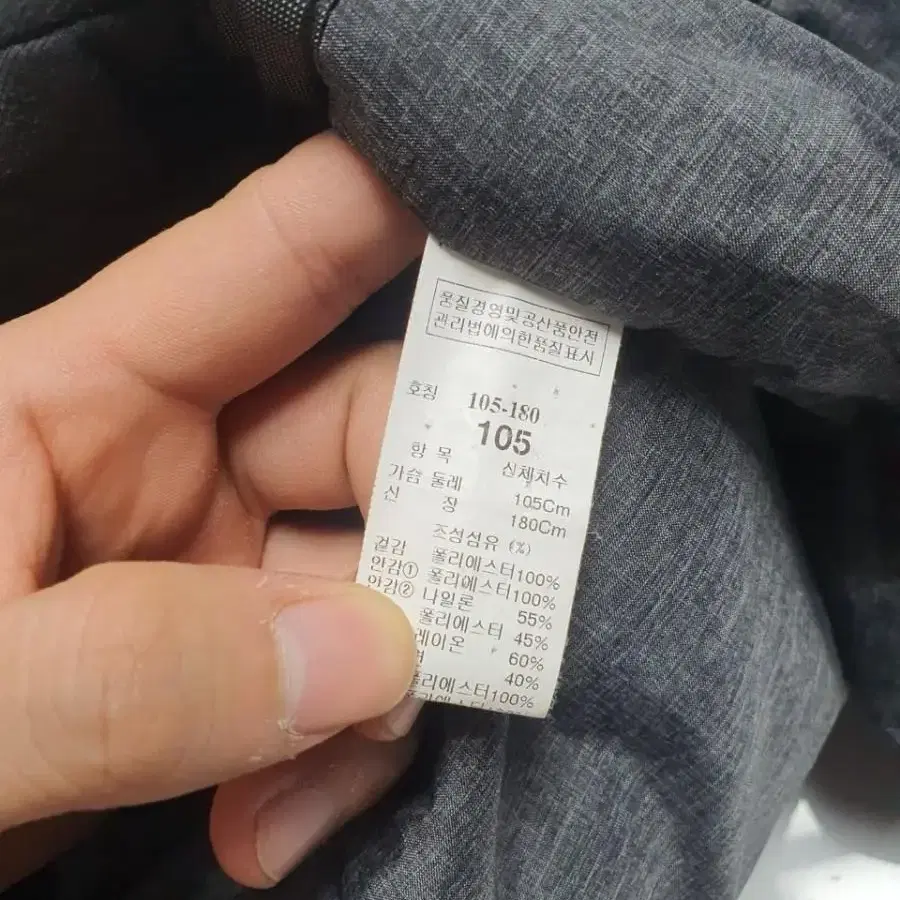 품질경영및공산품안전
관리법에의한품질표시
호칭 105-180
105
항 목 신체치수
가슴 둘레 105Cm
신 장 180Cm
조성섬유 (%)
겉감 폴리에스터100%
안감① 폴리에스터100%
안감② 나일론 55%
폴리에스터 45%
레이온 60%
면 40%
폴리에스터100%